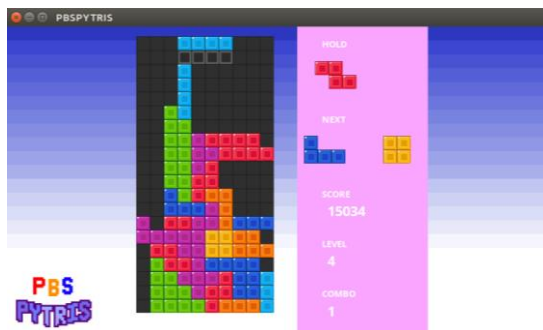 PBSPYTRIS
HOLD
NEXT
SCORE
15034
LEVEL
4
COMBO
1
PBS
PYTRIS